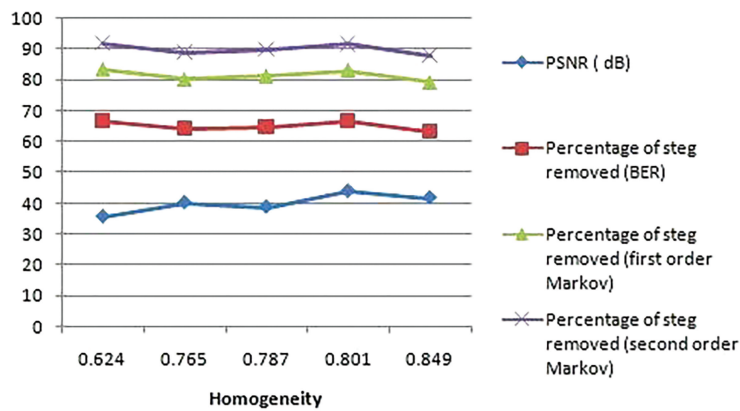 100
90
80
70
60
50
40
30
20
10
0
0.624 0.765 0.787 0.801 0.849
Homogeneity
PSNR ( dB)
Percentage of steg
removed (BER)
Percentage of steg
removed (first order
Markov)
Percentage of steg
removed (second order
Markov)